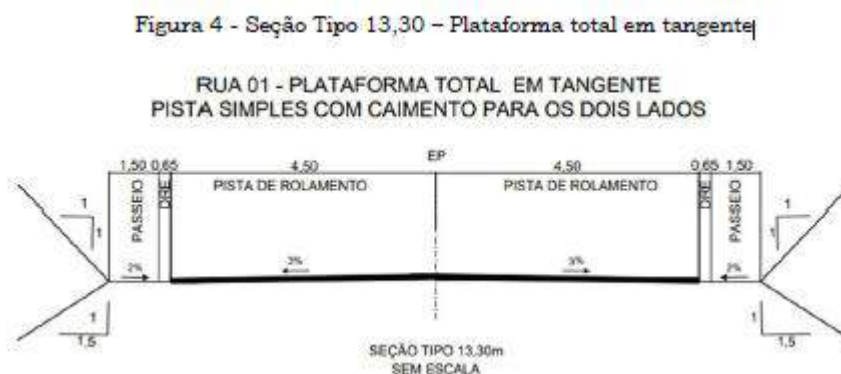 Figura 4 - Seção Tipo 13,30 – Plataforma total em tangente
RUA 01 - PLATAFORMA TOTAL EM TANGENTE
PISTA SIMPLES COM CAIMENTO PARA OS DOIS LADOS
EP
1,50 0,65 4,50 4,50 0,65 1,50
PASSEIO DRE. PISTA DE ROLAMENTO PISTA DE ROLAMENTO DRE. PASSEIO
1 1
1 1
2% 3% 3% 2%
1 1
1,5 1,5
SEÇÃO TIPO 13,30m
SEM ESCALA